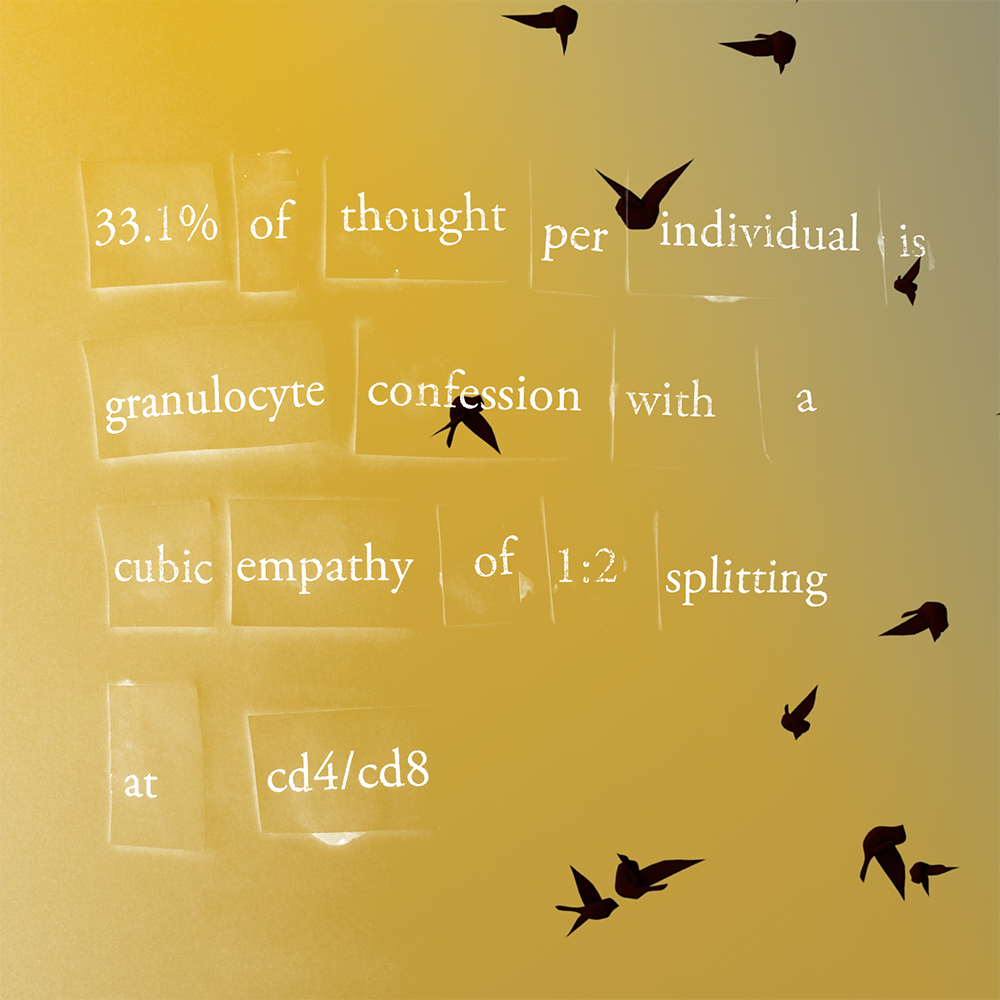 33.1% of thought per individual is
granulocyte confession with a
cubic empathy of 1:2 splitting
at cd4/cd8